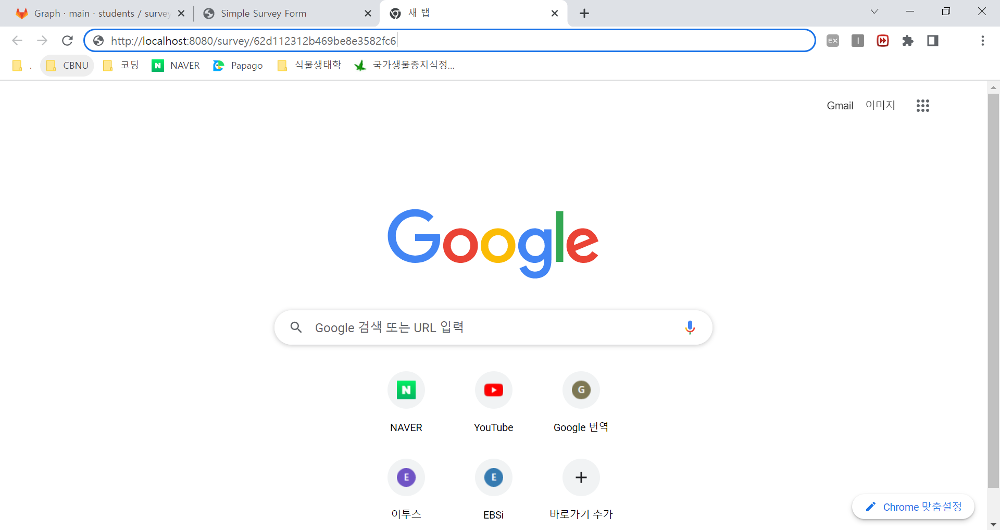 Graph · main · students / survey
Simple Survey Form
새 탭
http://localhost:8080/survey/62d112312b469be8e3582fc6
EX
.
CBNU
코딩
N
NAVER
Papago
식물생태학
국가생물종지식정...
Gmail
이미지
Google
Google 검색 또는 URL 입력
N
G
NAVER
YouTube
Google 번역
E
E
이투스
EBSi
바로가기 추가
Chrome 맞춤설정